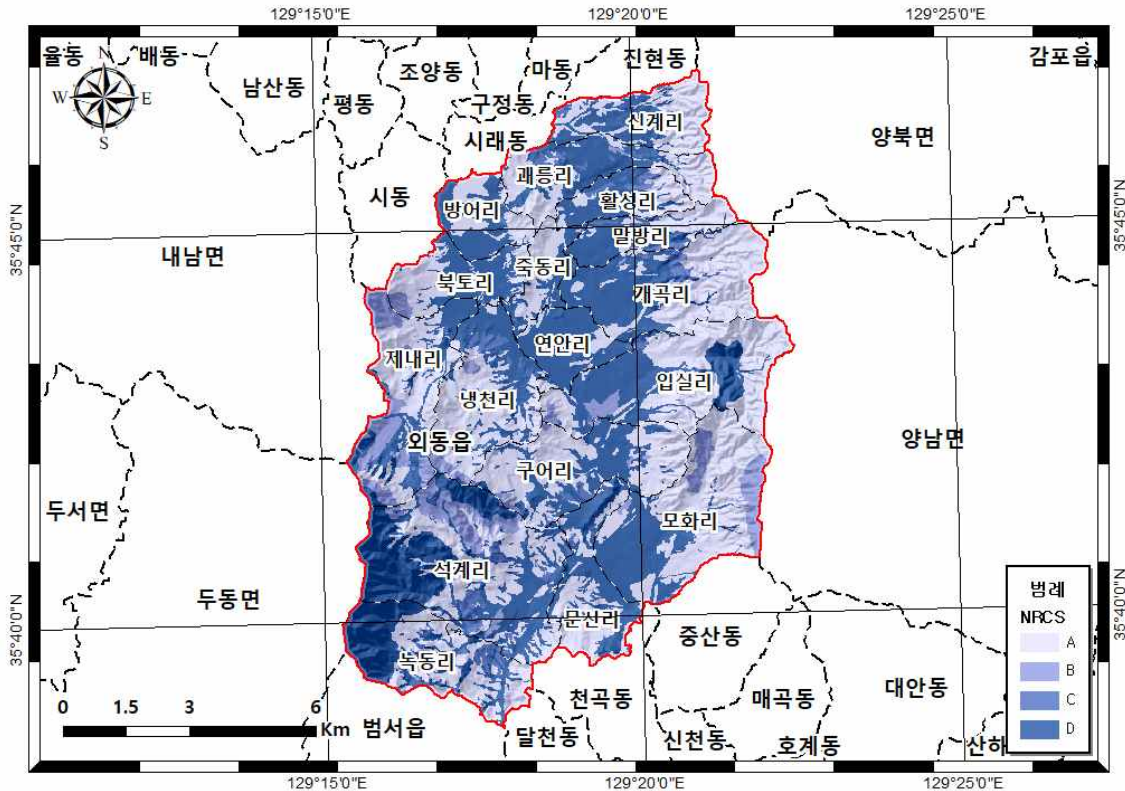 129°15'0"E
129°20'0"E
129°25'0"E
율동
배동
조양동
마동
진현동
감포읍
남산동
평동
구정동
시래동
신계리
양북면
N
W
E
S
괘릉리
시동
방어리
활성리
35°45'0"N
35°45'0"N
내남면
말방리
죽동리
북토리
개곡리
연안리
제내리
입실리
냉천리
외동읍
양남면
구어리
두서면
모화리
석계리
범례
NRCS
A
B
C
D
두동면
문산리
35°40'0"N
35°40'0"N
중산동
녹동리
매곡동
대안동
천곡동
0
1.5
3
6
Km
범서읍
달천동
신천동
호계동
산하
129°15'0"E
129°20'0"E
129°25'0"E